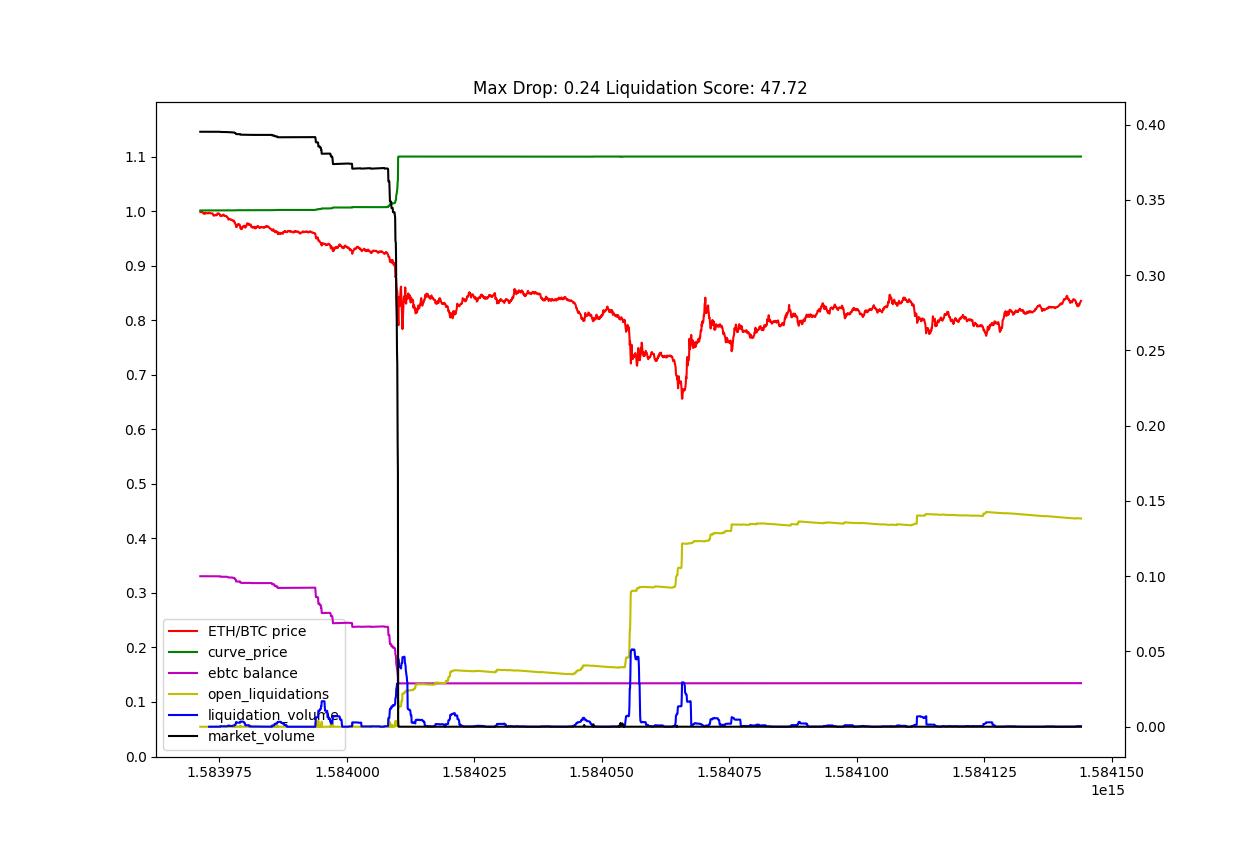 Max Drop: 0.24 Liquidation Score: 47.72
1.1
1.0
0.9
0.8
0.7
0.6
0.5
0.4
0.3
0.2
0.1
0.0
0.40
0.35
0.30
0.25
0.20
0.15
0.10
0.05
0.00
ETH/BTC price
curve_price
ebtc balance
open_liquidations
liquidation_volume
market_volume
1.583975 1.584000 1.584025 1.584050 1.584075 1.584100 1.584125 1.584150
1e15